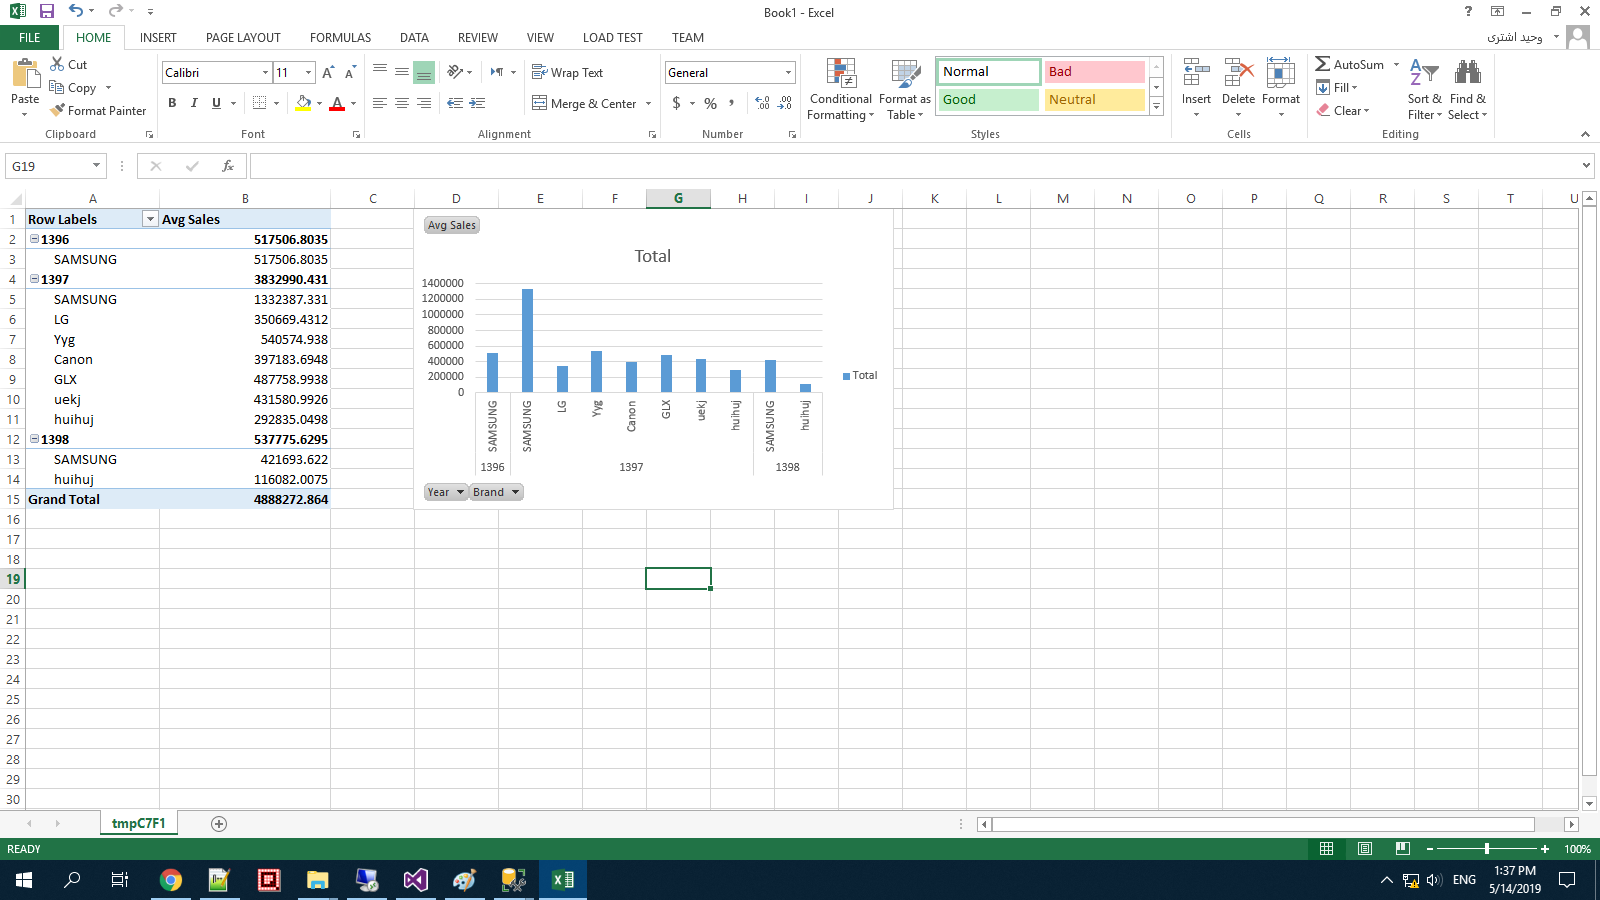 Book1 - Excel
FILE HOME INSERT PAGE LAYOUT FORMULAS DATA REVIEW VIEW LOAD TEST TEAM
وحید اشتری
Paste
Cut
Copy
Format Painter
Clipboard
Calibri 11
B I U
Font
Wrap Text
Merge & Center
Alignment
General
$ % ,
Number
Conditional Formatting
Format as Table
Normal Bad
Good Neutral
Styles
Insert Delete Format
Cells
AutoSum
Fill
Clear
Sort & Filter
Find & Select
Editing
G19
fx
A B C D E F G H I J K L M N O P Q R S T U
1 Row Labels Avg Sales
2 1396 517506.8035
3 SAMSUNG 517506.8035
4 1397 3832990.431
5 SAMSUNG 1332387.331
6 LG 350669.4312
7 Yyg 540574.938
8 Canon 397183.6948
9 GLX 487758.9938
10 uekj 431580.9926
11 huihuj 292835.0498
12 1398 537775.6295
13 SAMSUNG 421693.622
14 huihuj 116082.0075
15 Grand Total 4888272.864
16
17
18
19
20
21
22
23
24
25
26
27
28
29
30
Avg Sales
Total
1400000
1200000
1000000
800000
600000
400000
200000
0
SAMSUNG SAMSUNG LG Yyg Canon GLX uekj huihuj SAMSUNG huihuj
1396 1397 1398
Total
Year Brand
tmpC7F1
READY
100%
ENG
1:37 PM
5/14/2019